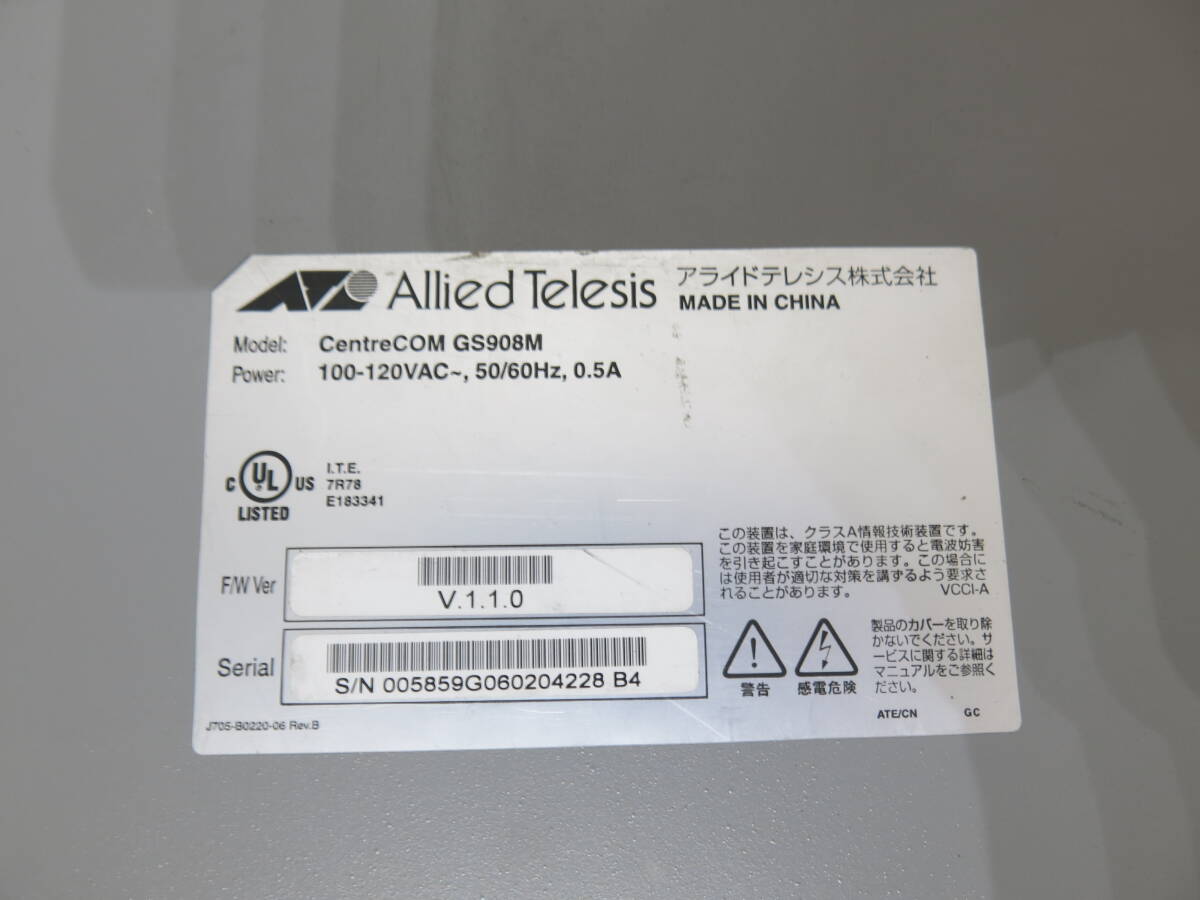 Allied Telesis アライドテレシス株式会社
MADE IN CHINA
Model: CentreCOM GS908M
Power: 100-120VAC~, 50/60Hz, 0.5A
C UL US
®
LISTED
I.T.E.
7R78
E183341
F/W Ver
V.1.1.0
Serial
S/N 005859G060204228 B4
J705-B0220-06 Rev.B
この装置は、クラスA情報技術装置です。
この装置を家庭環境で使用すると電波妨害
を引き起こすことがあります。この場合に
は使用者が適切な対策を講ずるよう要求さ
れることがあります。 VCCI-A
警告
感電危険
製品のカバーを取り除
かないでください。サ
ービスに関する詳細は
マニュアルをご参照く
ださい。
ATE/CN GC